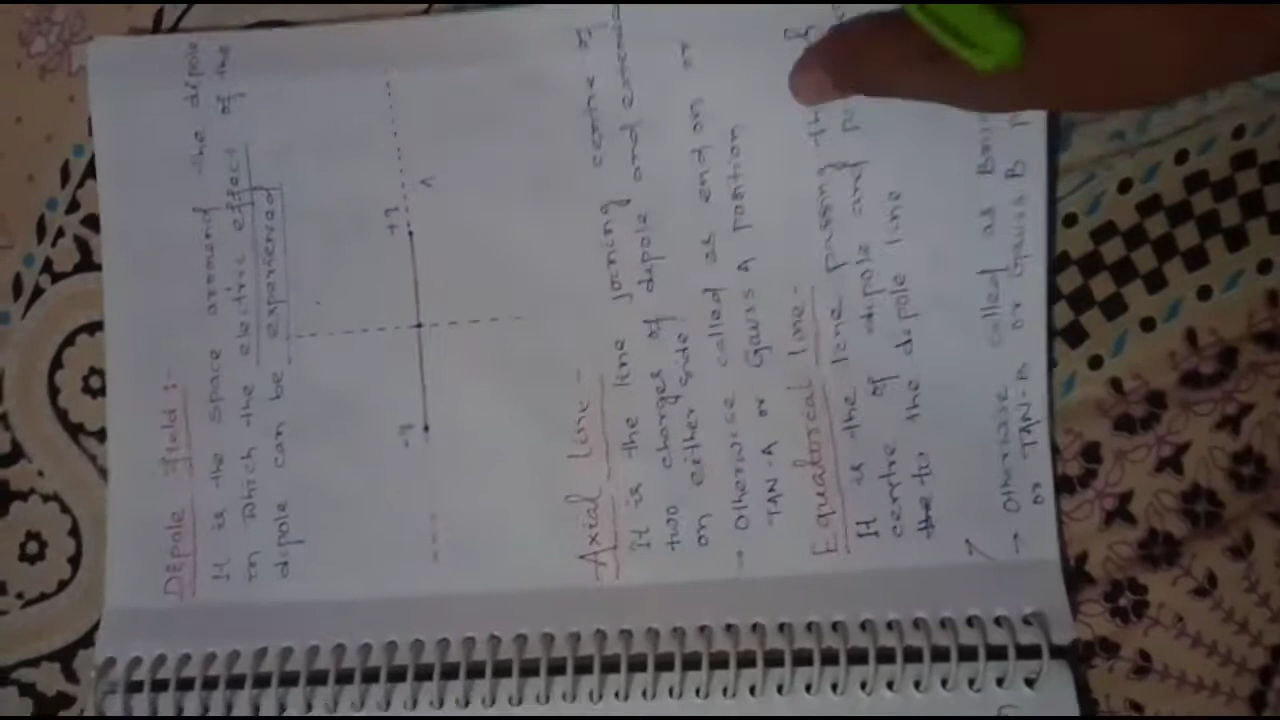 Dipole field :-
It is the space arround the dipole
in which the electric effect of the
dipole can be experienced
-q +q
Axial line -
It is the line joining centre of
two charges of dipole and
on either side
→ Otherwise called as end on or
TAN-A or Gauss A position
Equatorial line -
It is the line passing
centre of dipole and
the to the dipole line
→ Otherwise called as
or TAN-B or Gauss B